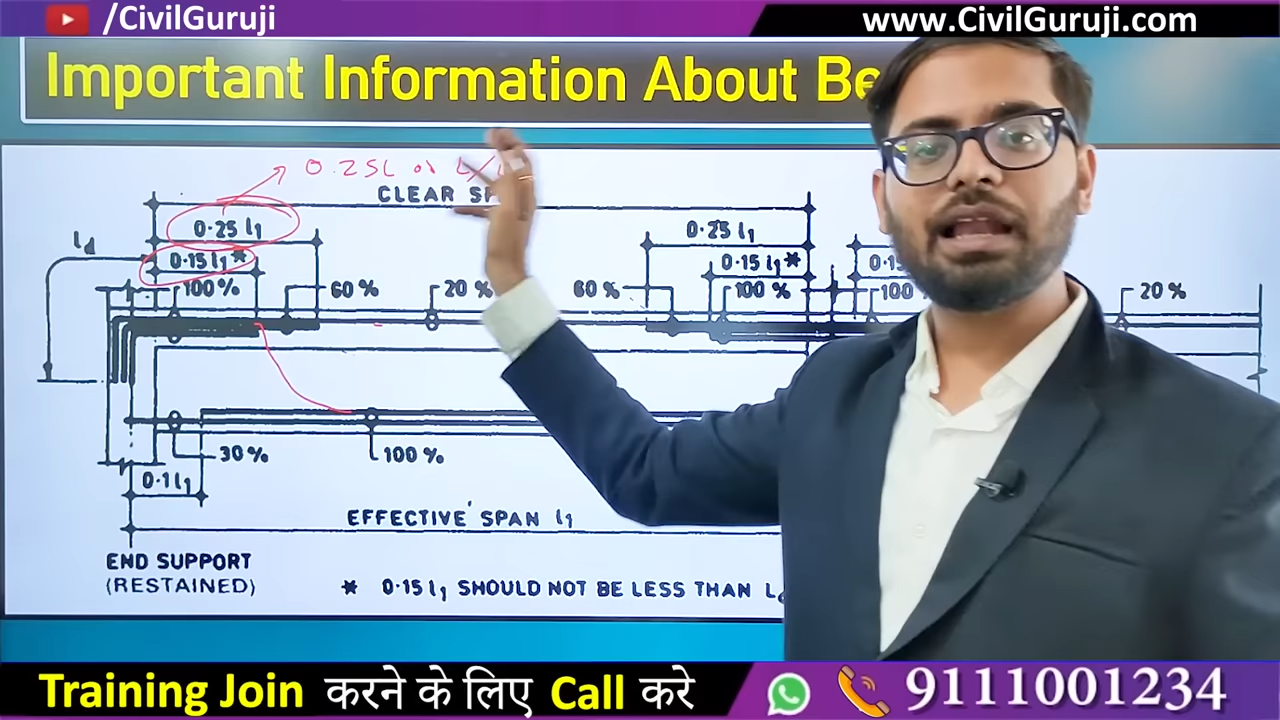 /CivilGuruji
www.CivilGuruji.com
Important Information About Be
0.25L or L/
CLEAR SP
0.25 l₁
0.25 l₁
ld
0.15 l₁*
0.15 l₁*
0.15
100%
60%
20%
60%
100%
100
20%
30%
100%
0.1 l₁
EFFECTIVE SPAN l₁
END SUPPORT
(RESTAINED)
* 0.15 l₁ SHOULD NOT BE LESS THAN Ld
Training Join करने के लिए Call करे
9111001234